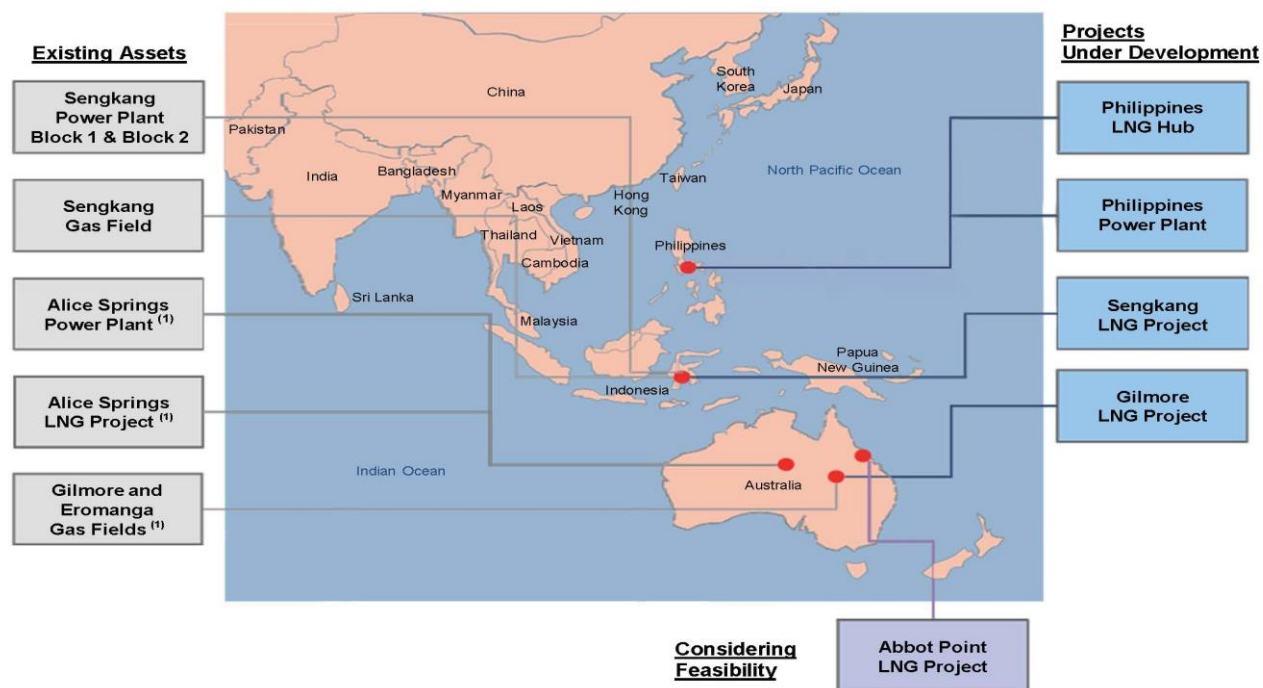 Existing Assets
Sengkang
Power Plant
Block 1 & Block 2
Sengkang
Gas Field
Alice Springs
Power Plant (1)
Alice Springs
LNG Project (1)
Gilmore and
Eromanga
Gas Fields (1)
China
South
Korea
Japan
Pakistan
India
Bangladesh
Myanmar
Laos
Thailand
Vietnam
Cambodia
Hong
Kong
Taiwan
North Pacific Ocean
Philippines
Sri Lanka
Malaysia
Indonesia
Papua
New Guinea
Indian Ocean
Australia
Projects
Under Development
Philippines
LNG Hub
Philippines
Power Plant
Sengkang
LNG Project
Gilmore
LNG Project
Considering
Feasibility
Abbot Point
LNG Project